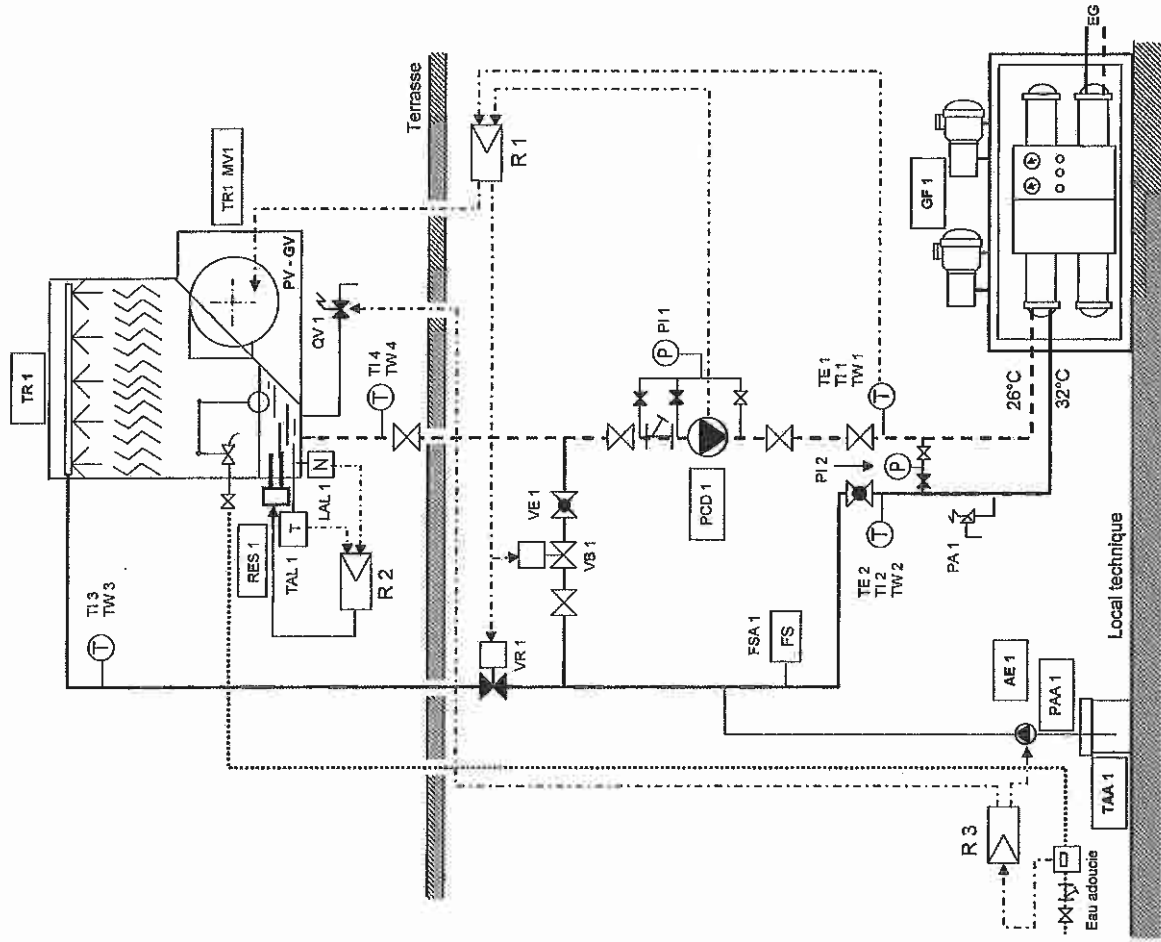 EG
Terrasse
TR1 MV1
R 1
TR 1
PV - GV
QV 1
GF 1
TI 4
TW 4
P
PI 1
TE 1
TI 1
TW 1
T
T
26°C
32°C
N
LAL 1
PI 2
P
RES 1
T
TAL 1
VE 1
PCD 1
R 2
VB 1
PA 1
T
TE 2
TI 2
TW 2
TI 3
TW 3
T
VR 1
FSA 1
FS
Local technique
AE 1
PAA 1
TAA 1
R 3
Eau adoucie